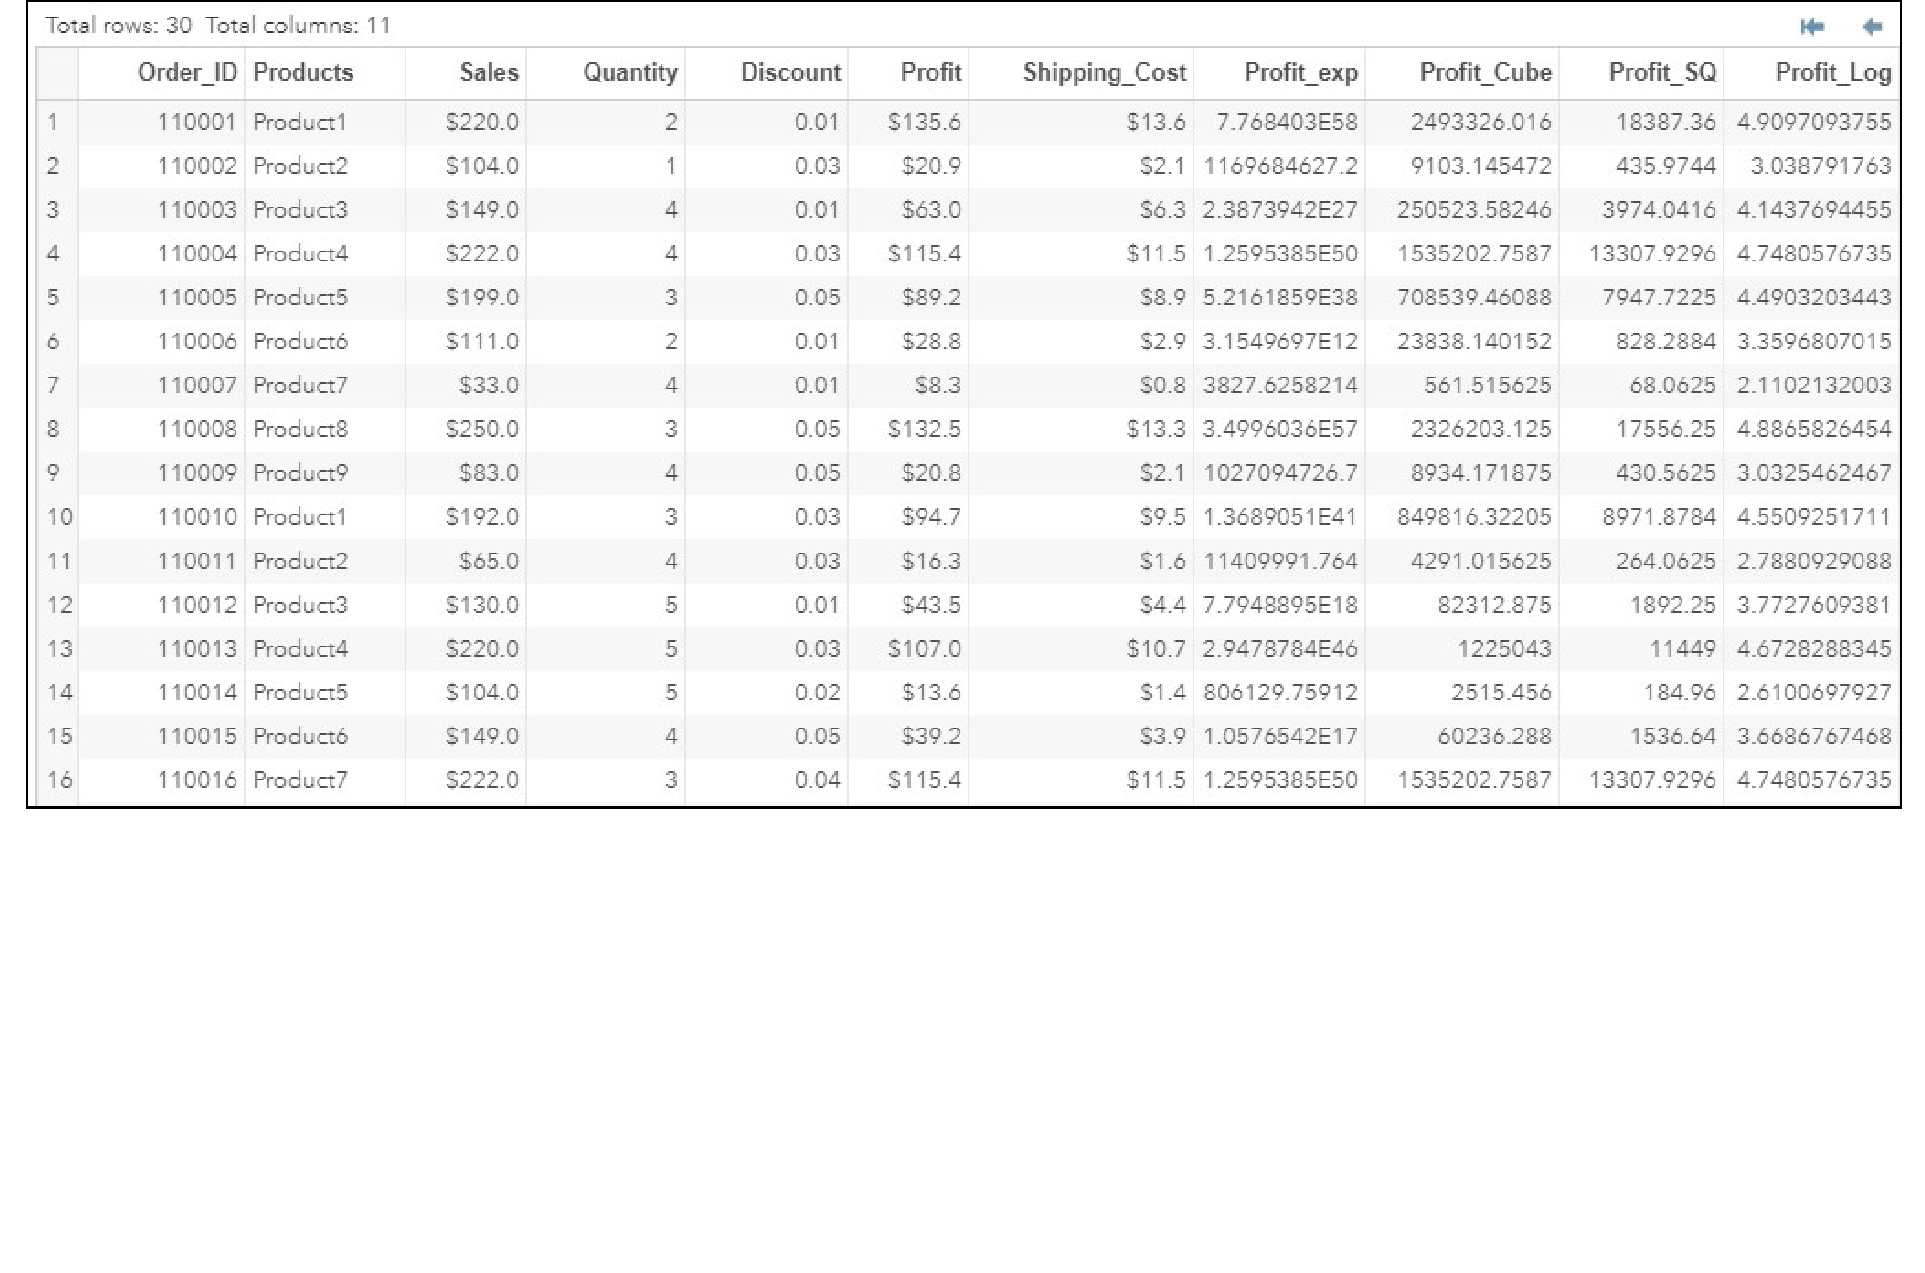 Total rows: 30 Total columns: 11
Order_ID Products Sales Quantity Discount Profit Shipping_Cost Profit_exp Profit_Cube Profit_SQ Profit_Log
1 110001 Product1 $220.0 2 0.01 $135.6 $13.6 7.768403E58 2493326.016 18387.36 4.9097093755
2 110002 Product2 $104.0 1 0.03 $20.9 $2.1 1169684627.2 9103.145472 435.9744 3.038791763
3 110003 Product3 $149.0 4 0.01 $63.0 $6.3 2.3873942E27 250523.58246 3974.0416 4.1437694455
4 110004 Product4 $222.0 4 0.03 $115.4 $11.5 1.2595385E50 1535202.7587 13307.9296 4.7480576735
5 110005 Product5 $199.0 3 0.05 $89.2 $8.9 5.2161859E38 708539.46088 7947.7225 4.4903203443
6 110006 Product6 $111.0 2 0.01 $28.8 $2.9 3.1549697E12 23838.140152 828.2884 3.3596807015
7 110007 Product7 $33.0 4 0.01 $8.3 $0.8 3827.6258214 561.515625 68.0625 2.1102132003
8 110008 Product8 $250.0 3 0.05 $132.5 $13.3 3.4996036E57 2326203.125 17556.25 4.8865826454
9 110009 Product9 $83.0 4 0.05 $20.8 $2.1 1027094726.7 8934.171875 430.5625 3.0325462467
10 110010 Product1 $192.0 3 0.03 $94.7 $9.5 1.3689051E41 849816.32205 8971.8784 4.5509251711
11 110011 Product2 $65.0 4 0.03 $16.3 $1.6 11409991.764 4291.015625 264.0625 2.7880929088
12 110012 Product3 $130.0 5 0.01 $43.5 $4.4 7.7948895E18 82312.875 1892.25 3.7727609381
13 110013 Product4 $220.0 5 0.03 $107.0 $10.7 2.9478784E46 1225043 11449 4.6728288345
14 110014 Product5 $104.0 5 0.02 $13.6 $1.4 806129.75912 2515.456 184.96 2.6100697927
15 110015 Product6 $149.0 4 0.05 $39.2 $3.9 1.0576542E17 60236.288 1536.64 3.6686767468
16 110016 Product7 $222.0 3 0.04 $115.4 $11.5 1.2595385E50 1535202.7587 13307.9296 4.7480576735